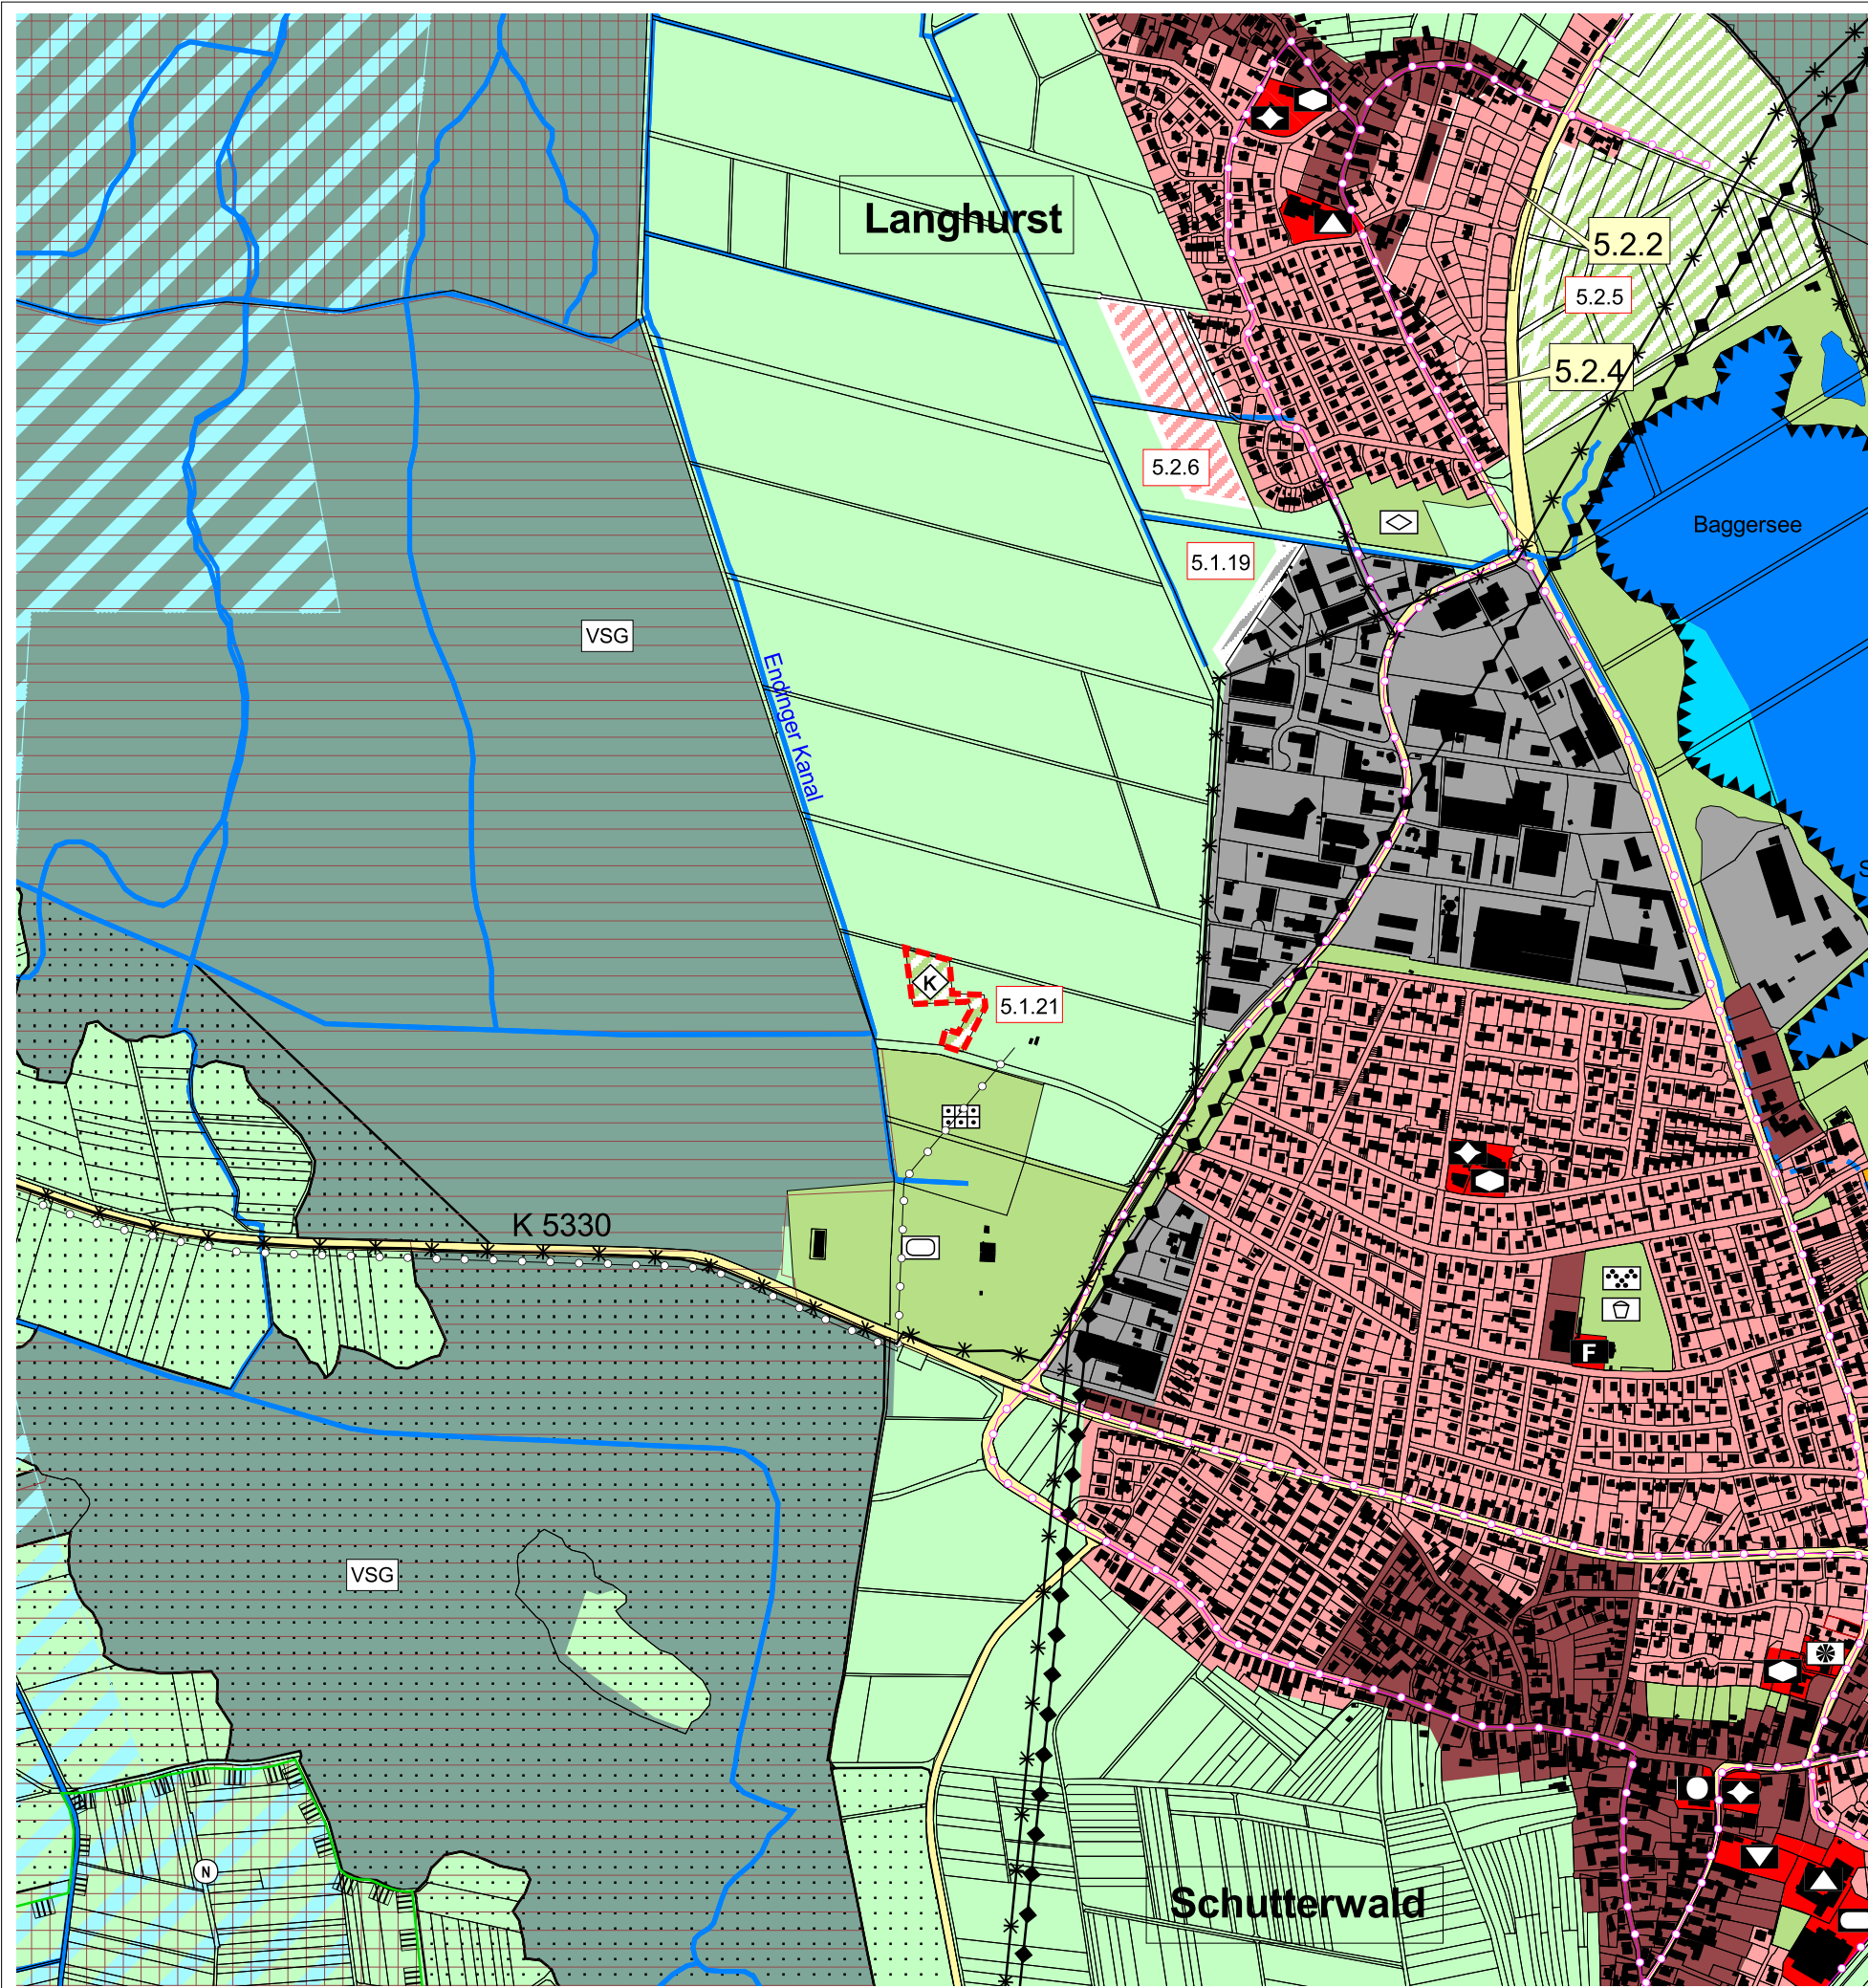 Langhurst
5.2.2
5.2.5
5.2.4
5.2.6
Baggersee
5.1.19
VSG
Endinger Kanal
S
K
5.1.21
K 5330
F
VSG
N
Schutterwald